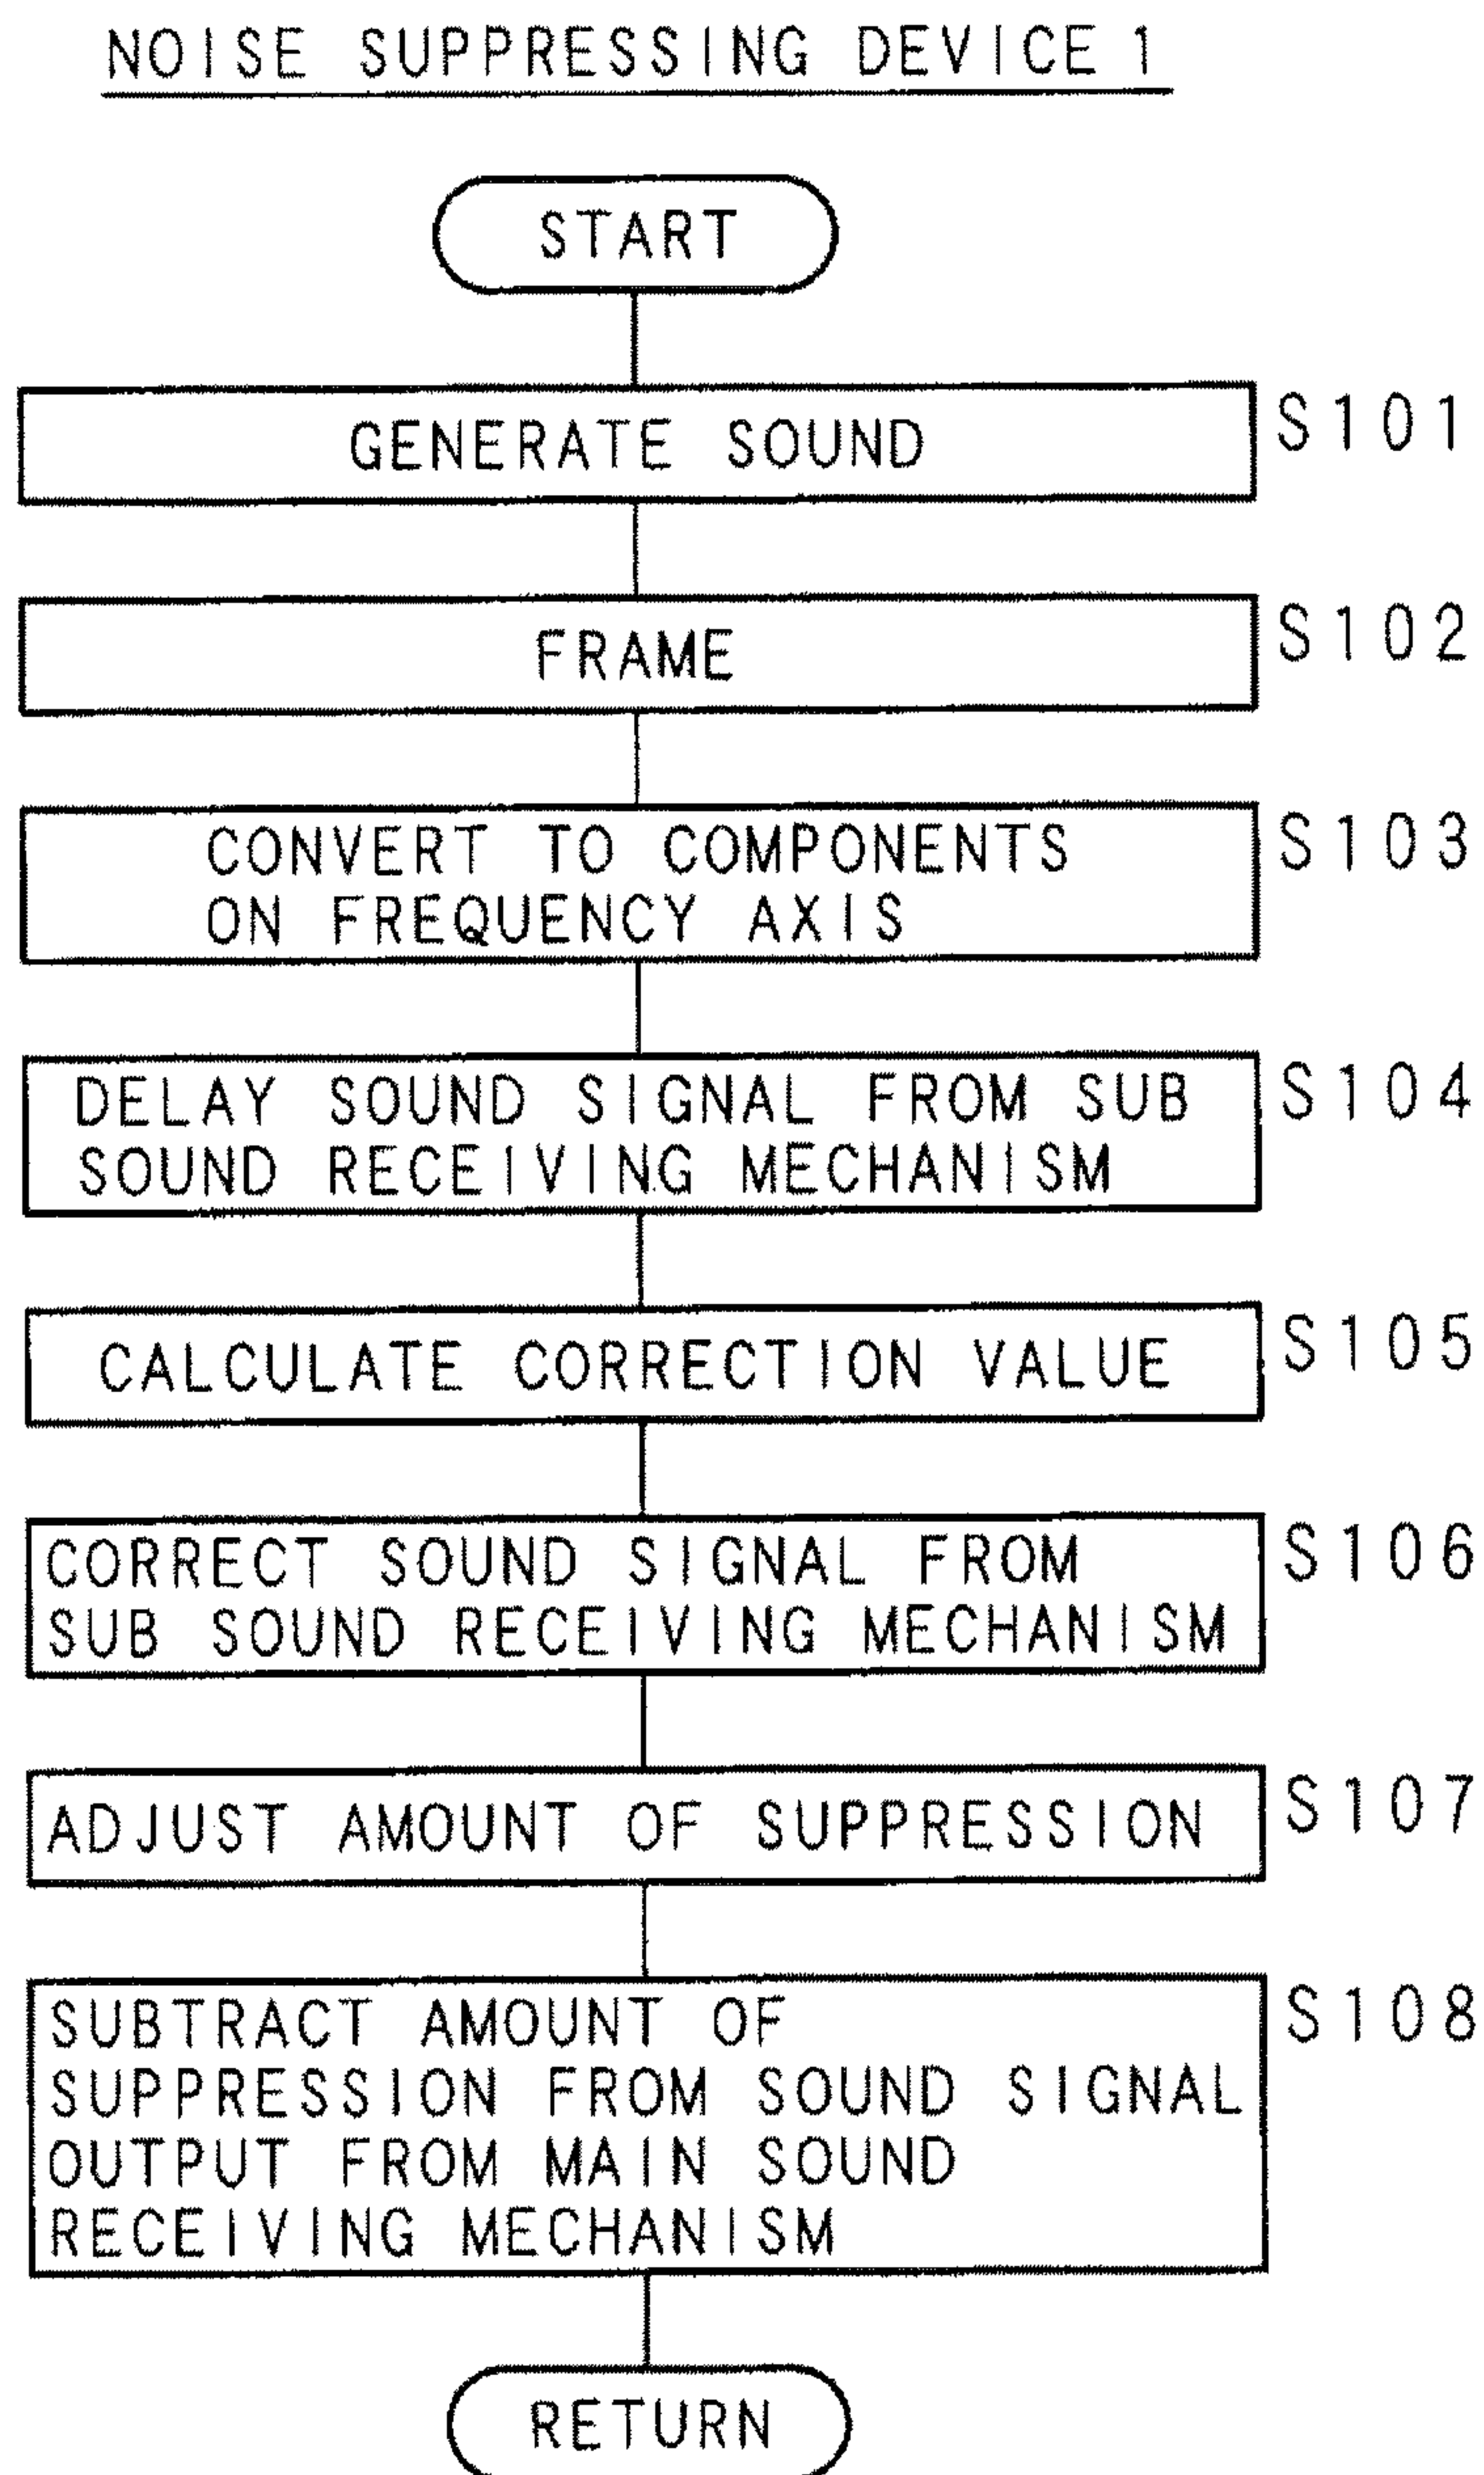 NOISE SUPPRESSING DEVICE 1
START
GENERATE SOUND
S101
FRAME
S102
CONVERT TO COMPONENTS
ON FREQUENCY AXIS
S103
DELAY SOUND SIGNAL FROM SUB
SOUND RECEIVING MECHANISM
S104
CALCULATE CORRECTION VALUE
S105
CORRECT SOUND SIGNAL FROM
SUB SOUND RECEIVING MECHANISM
S106
ADJUST AMOUNT OF SUPPRESSION
S107
SUBTRACT AMOUNT OF
SUPPRESSION FROM SOUND SIGNAL
OUTPUT FROM MAIN SOUND
RECEIVING MECHANISM
S108
RETURN